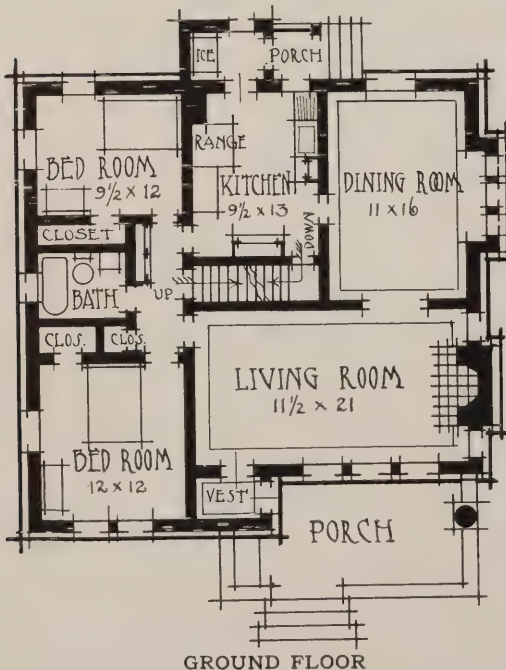 ICE
PORCH
RANGE
BED ROOM
9½ x 12
KITCHEN
9½ x 13
DINING ROOM
11 x 16
CLOSET
DOWN
UP
BATH
CLOS.
CLOS.
LIVING ROOM
11½ x 21
BED ROOM
12 x 12
VEST.
PORCH
GROUND FLOOR